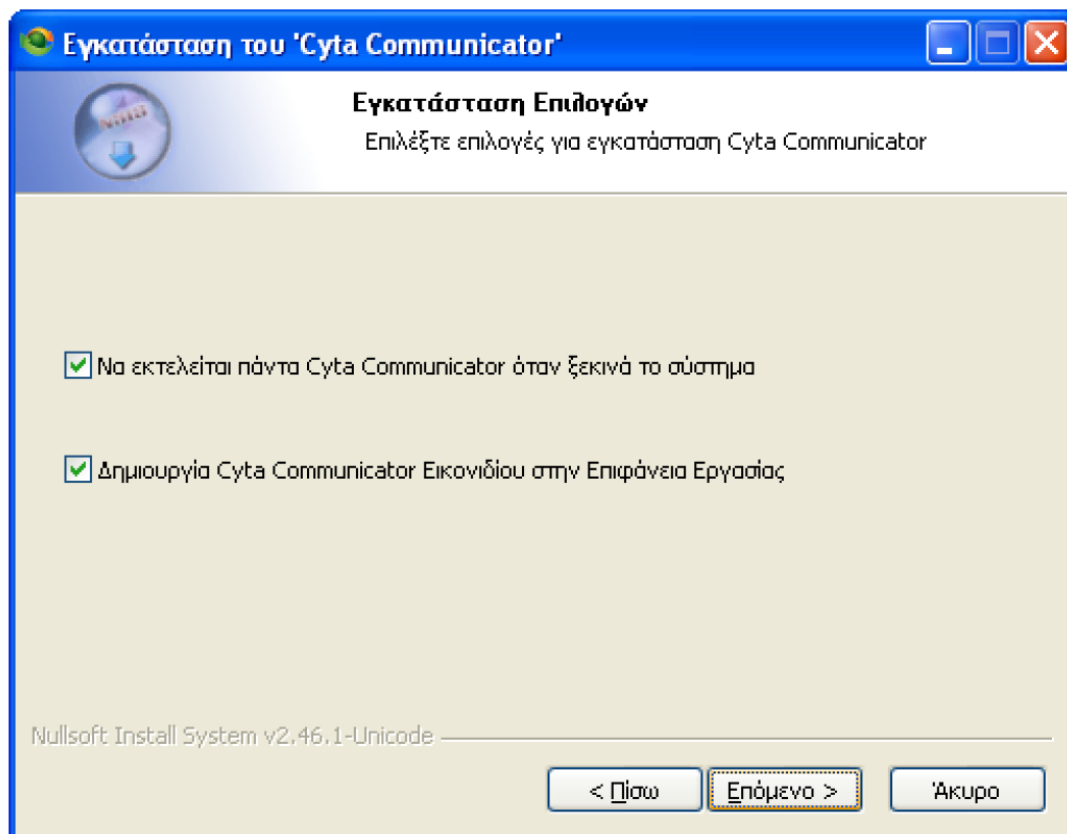 Εγκατάσταση του 'Cyta Communicator'
Εγκατάσταση Επιλογών
Επιλέξτε επιλογές για εγκατάσταση Cyta Communicator
Να εκτελείται πάντα Cyta Communicator όταν ξεκινά το σύστημα
Δημιουργία Cyta Communicator Εικονιδίου στην Επιφάνεια Εργασίας
Nullsoft Install System v2.46.1-Unicode
< Πίσω
Επόμενο >
Άκυρο